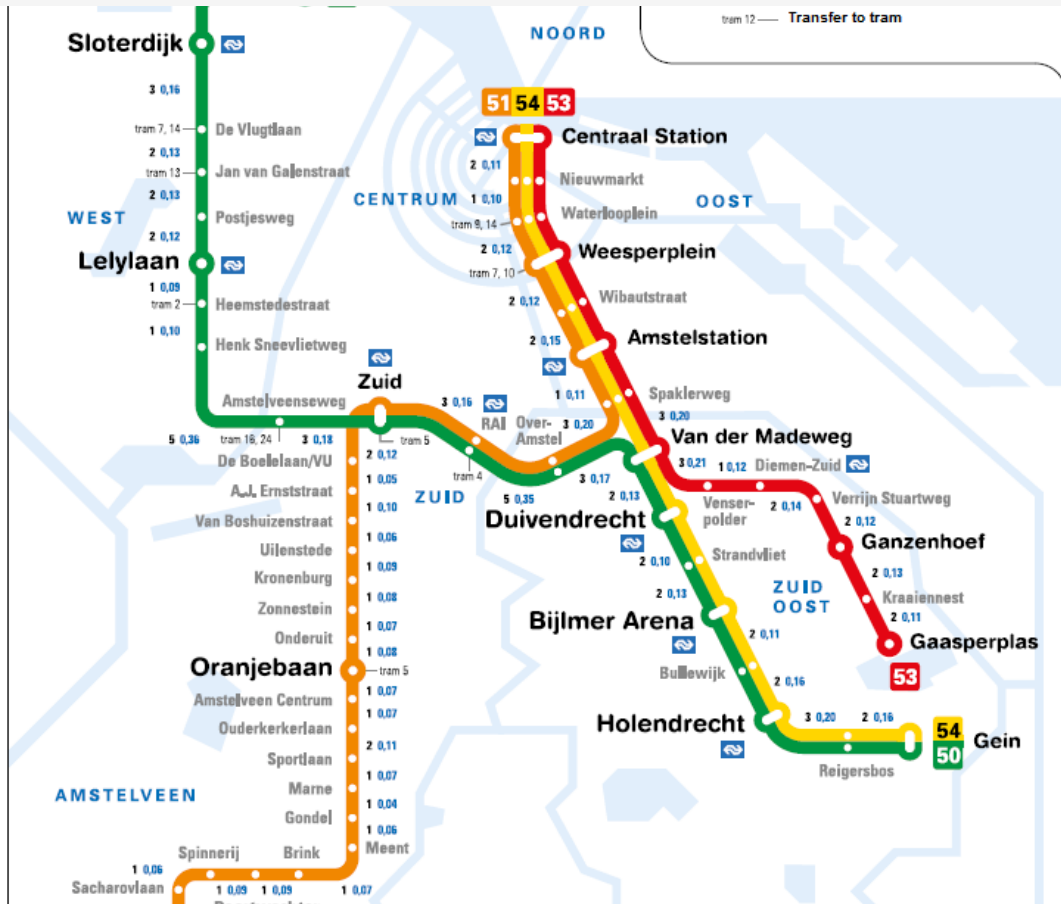 tram 12
Transfer to tram
NOORD
Sloterdijk
3 0,16
tram 7, 14
De Vlugtlaan
2 0,13
tram 13
Jan van Galenstraat
2 0,13
WEST
Postjesweg
2 0,12
Lelylaan
1 0,09
tram 2
Heemstedestraat
1 0,10
Henk Sneevlietweg
Amstelveenseweg
5 0,36
tram 16, 24
3 0,18
Zuid
tram 5
51 54 53
Centraal Station
2 0,11
Nieuwmarkt
CENTRUM
1 0,10
OOST
Waterlooplein
tram 9, 14
2 0,12
Weesperplein
tram 7, 10
2 0,12
Wibautstraat
2 0,15
Amstelstation
1 0,11
Spaklerweg
3 0,16
RAI
Over-
Amstel
3 0,20
3 0,20
Van der Madeweg
tram 4
ZUID
5 0,35
3 0,17
2 0,13
3 0,21
1 0,12
Diemen-Zuid
Venser-
polder
2 0,14
Verrijn Stuartweg
2 0,12
Ganzenhoef
2 0,13
Kraaiennest
2 0,11
Gaasperplas
53
Duivendrecht
Strandvliet
2 0,10
ZUID
OOST
2 0,13
Bijlmer Arena
2 0,11
Bullewijk
2 0,16
Holendrecht
3 0,20
2 0,16
Reigersbos
54
50
Gein
2 0,12
De Boelelaan/VU
1 0,05
A.J. Ernststraat
1 0,10
Van Boshuizenstraat
1 0,06
Uilenstede
1 0,09
Kronenburg
1 0,08
Zonnestein
1 0,07
Onderuit
1 0,08
Oranjebaan
tram 5
1 0,07
Amstelveen Centrum
1 0,07
Ouderkerkerlaan
2 0,11
Sportlaan
1 0,07
Marne
1 0,04
AMSTELVEEN
Gondel
1 0,06
Meent
Spinnerij
Brink
1 0,06
Sacharovlaan
1 0,09
1 0,09
1 0,07